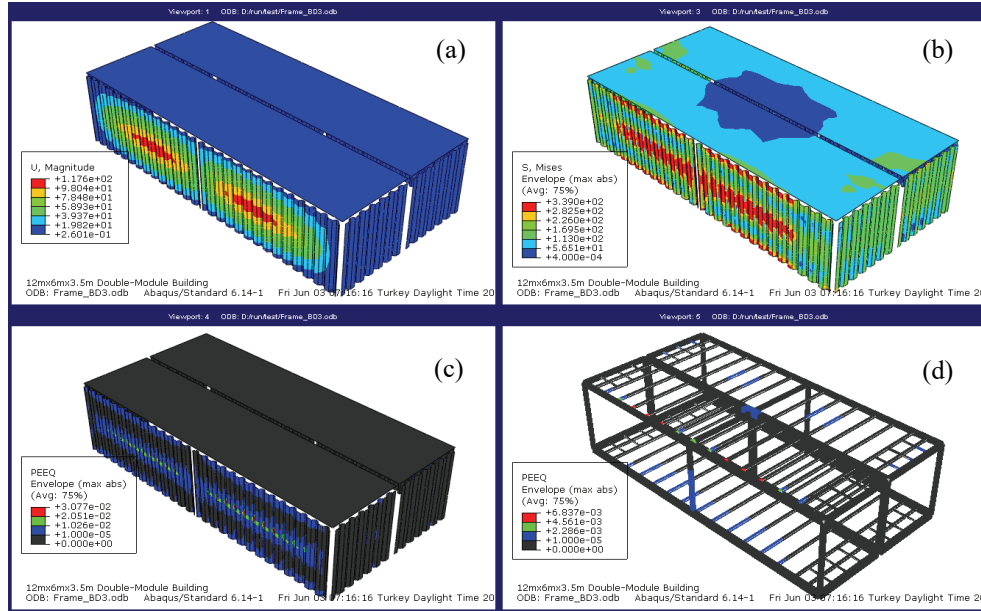 Viewport: 1 ODB: D:/run/test/Frame_BD3.odb
(a)
U, Magnitude
+1.176e+02
+9.804e+01
+7.848e+01
+5.893e+01
+3.937e+01
+1.982e+01
+2.601e-01
12mx6mx3.5m Double-Module Building
ODB: Frame_BD3.odb Abaqus/Standard 6.14-1 Fri Jun 03 07:16:16 Turkey Daylight Time 20
Viewport: 3 ODB: D:/run/test/Frame_BD3.odb
(b)
S, Mises
Envelope (max abs)
(Avg: 75%)
+3.390e+02
+2.825e+02
+2.260e+02
+1.695e+02
+1.130e+02
+5.651e+01
+4.000e-04
12mx6mx3.5m Double-Module Building
ODB: Frame_BD3.odb Abaqus/Standard 6.14-1 Fri Jun 03 07:16:16 Turkey Daylight Time 20
Viewport: 4 ODB: D:/run/test/Frame_BD3.odb
(c)
PEEQ
Envelope (max abs)
(Avg: 75%)
+3.077e-02
+2.051e-02
+1.026e-02
+1.000e-05
+0.000e+00
12mx6mx3.5m Double-Module Building
ODB: Frame_BD3.odb Abaqus/Standard 6.14-1 Fri Jun 03 07:16:16 Turkey Daylight Time 20
Viewport: 5 ODB: D:/run/test/Frame_BD3.odb
(d)
PEEQ
Envelope (max abs)
(Avg: 75%)
+6.837e-03
+4.561e-03
+2.286e-03
+1.000e-05
+0.000e+00
12mx6mx3.5m Double-Module Building
ODB: Frame_BD3.odb Abaqus/Standard 6.14-1 Fri Jun 03 07:16:16 Turkey Daylight Time 20